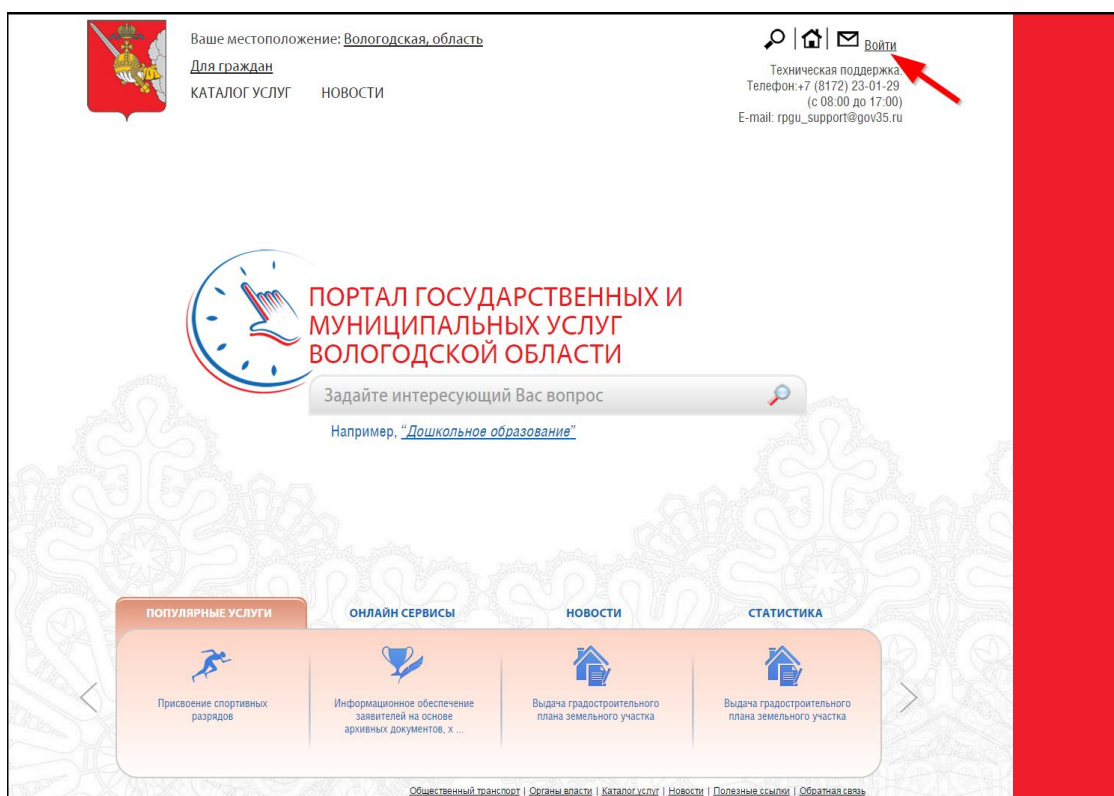 Ваше местоположение: Вологодская, область
Для граждан
КАТАЛОГ УСЛУГ НОВОСТИ
Войти
Техническая поддержка:
Телефон:+7 (8172) 23-01-29
(с 08:00 до 17:00)
E-mail: rpgu_support@gov35.ru
ПОРТАЛ ГОСУДАРСТВЕННЫХ И
МУНИЦИПАЛЬНЫХ УСЛУГ
ВОЛОГОДСКОЙ ОБЛАСТИ
Задайте интересующий Вас вопрос
Например, "Дошкольное образование"
ПОПУЛЯРНЫЕ УСЛУГИ ОНЛАЙН СЕРВИСЫ НОВОСТИ СТАТИСТИКА
Присвоение спортивных
разрядов
Информационное обеспечение
заявителей на основе
архивных документов, х ...
Выдача градостроительного
плана земельного участка
Выдача градостроительного
плана земельного участка
Общественный транспорт | Органы власти | Каталог услуг | Новости | Полезные ссылки | Обратная связь